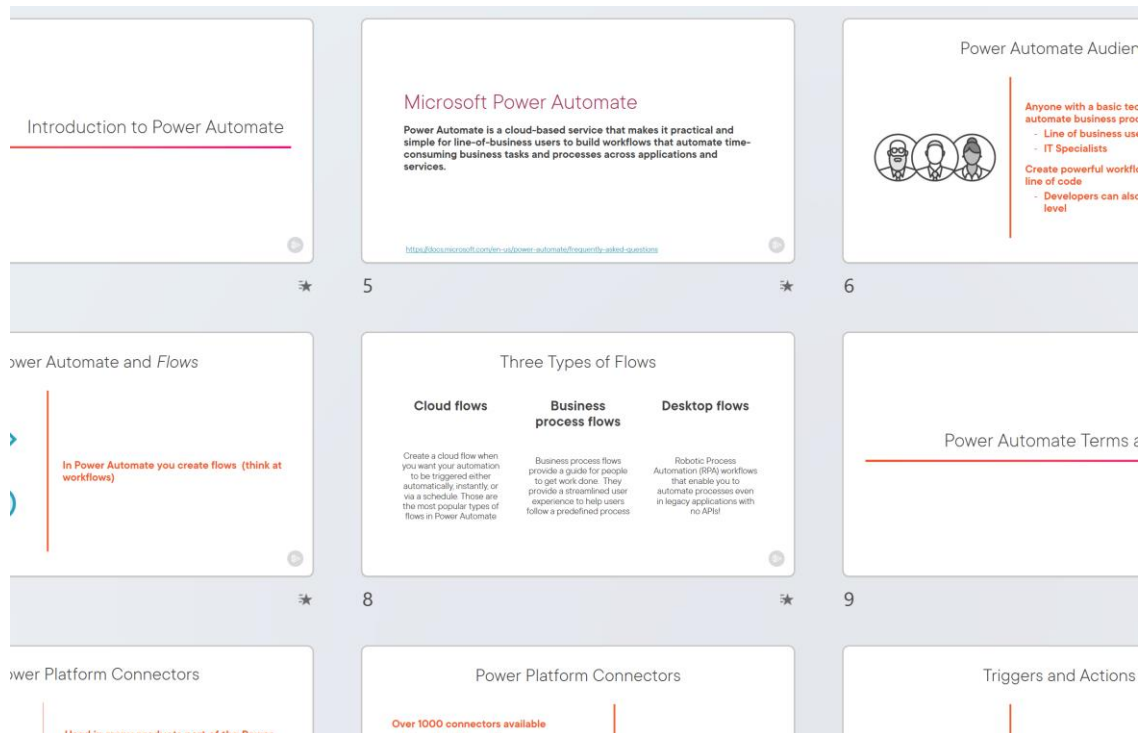 Introduction to Power Automate
Microsoft Power Automate
Power Automate is a cloud-based service that makes it practical and
simple for line-of-business users to build workflows that automate time-
consuming business tasks and processes across applications and
services.
https://docs.microsoft.com/en-us/power-automate/frequently-asked-questions
Power Automate
Anyone with a basic
automate business
- Line of business
- IT Specialists
Create powerful
line of code
- Developers can also
level
5
6
Automate and Flows
In Power Automate you create flows (think at
workflows)
Three Types of Flows
Cloud flows
Create a cloud flow when
you want your automation
to be triggered either
automatically, instantly, or
via a schedule. Those are
the most popular types of
flows in Power Automate
Business
process flows
Business process flows
provide a guide for people
to get work done. They
provide a streamlined user
experience to help users
follow a predefined process
Desktop flows
Robotic Process
Automation (RPA) workflows
that enable you to
automate processes even
in legacy applications with
no APIs!
Power Automate Terms
8
9
Platform Connectors
Power Platform Connectors
Over 1000 connectors available
Triggers and Actions